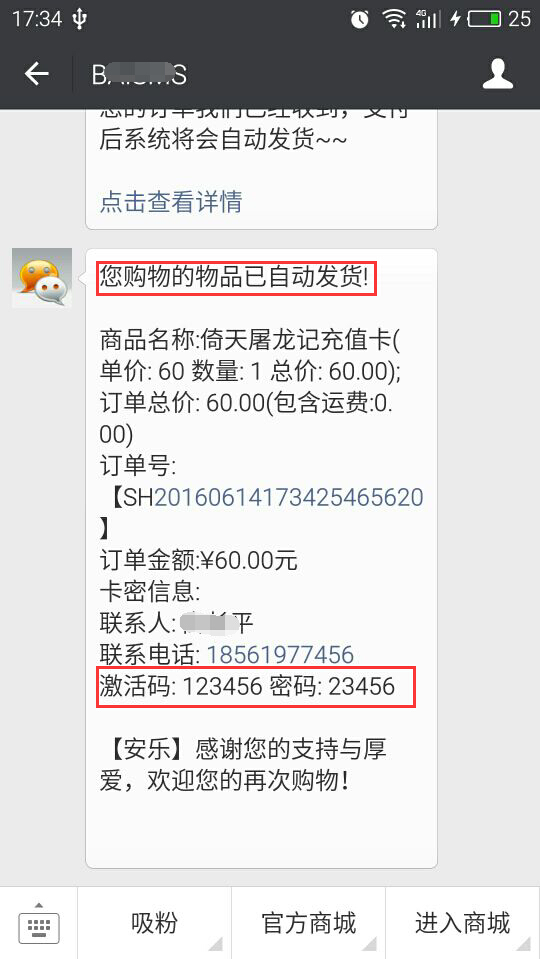 17:34
4G
25
后系统将会自动发货~~
点击查看详情
您购物的物品已自动发货!
商品名称:倚天屠龙记充值卡(
单价: 60 数量: 1 总价: 60.00);
订单总价: 60.00(包含运费:0.
00)
订单号:
【SH20160614173425465620
】
订单金额:¥60.00元
卡密信息:
联系人: 平
联系电话: 18561977456
激活码: 123456 密码: 23456
【安乐】感谢您的支持与厚
爱，欢迎您的再次购物！
吸粉
官方商城
进入商城